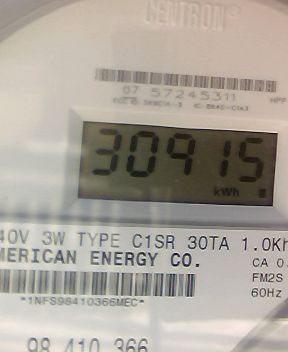 CENTRON®
07 57245311
30915
kWh
40V 3W TYPE C1SR 30TA 1.0Kh
MERICAN ENERGY CO.
CA 0.
FM2S
*1NFS98410366MEC*
60Hz
98 410 366